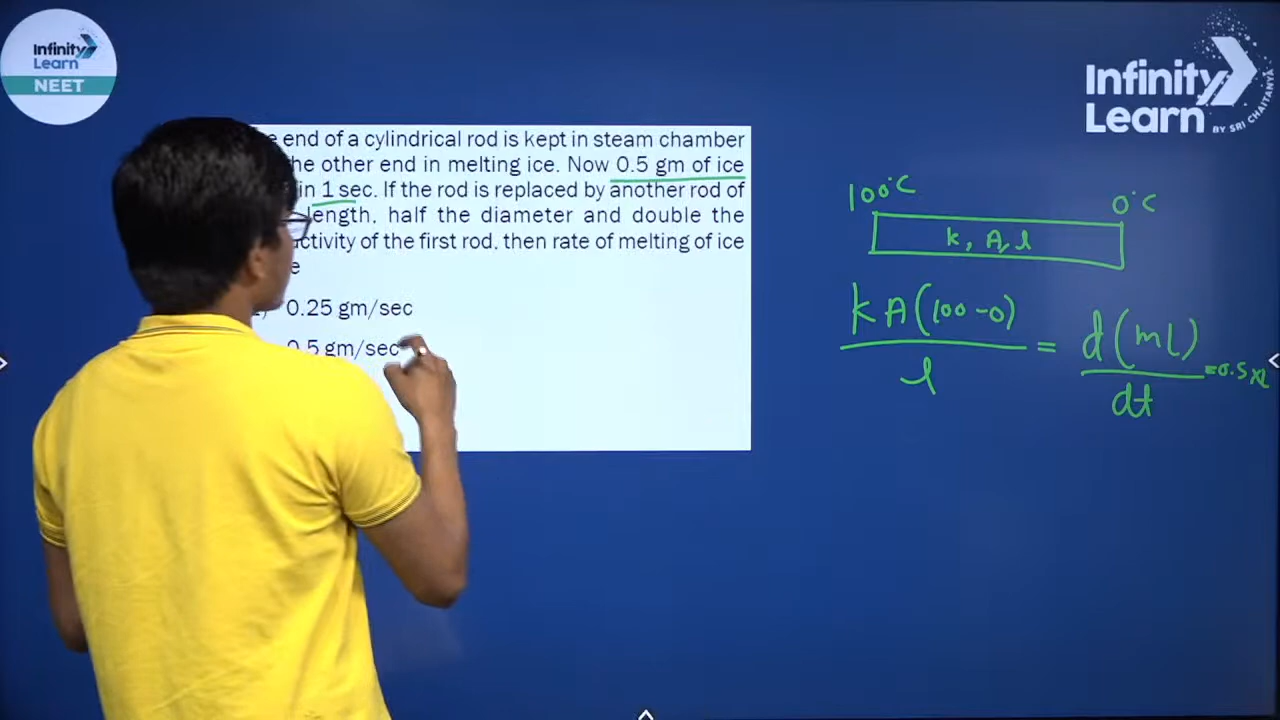 Infinity
Learn
NEET
Infinity
Learn
BY SRI CHAITANYA
end of a cylindrical rod is kept in steam chamber
the other end in melting ice. Now 0.5 gm of ice
in 1 sec. If the rod is replaced by another rod of
length, half the diameter and double the
of the first rod, then rate of melting of ice
0.25 gm/sec
0.5 gm/sec
100°C
0°C
k, A, l
kA(100-0)
l
= d(mL)
dt
=0.5×L